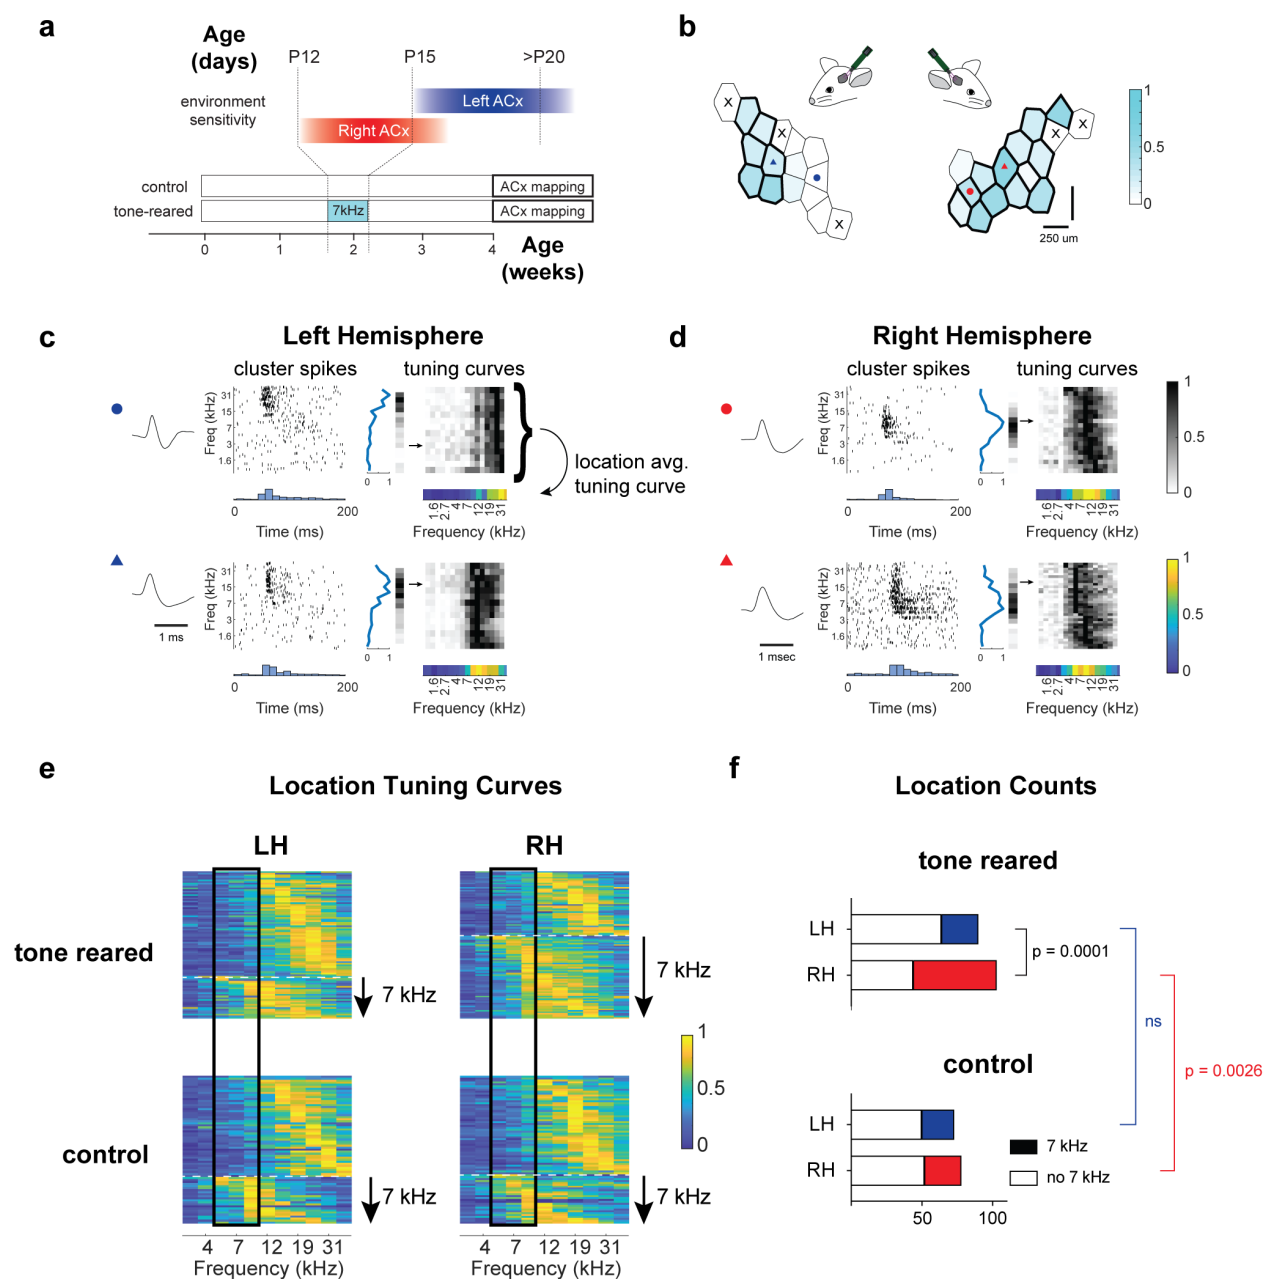 a
Age
(days)
P12
P15
>P20
environment
sensitivity
Left ACx
Right ACx
control
ACx mapping
tone-reared
7kHz
ACx mapping
0
1
2
3
4
Age
(weeks)
b
X
X
X
X
X
1
0.5
0
250 um
c
Left Hemisphere
cluster spikes
tuning curves
Freq (kHz)
31
15
7
3
1.6
0
1
location avg.
tuning curve
0
200
Time (ms)
1.6
2.7
4
7
12
19
31
Frequency (kHz)
1 ms
Freq (kHz)
31
15
7
3
1.6
0
1
0
200
Time (ms)
1.6
2.7
4
7
12
19
31
Frequency (kHz)
d
Right Hemisphere
cluster spikes
tuning curves
Freq (kHz)
31
15
7
3
1.6
0
1
1
0.5
0
0
200
Time (ms)
1.6
2.7
4
7
12
19
31
Frequency (kHz)
1 msec
Freq (kHz)
31
15
7
3
1.6
0
1
1
0.5
0
0
200
Time (ms)
1.6
2.7
4
7
12
19
31
Frequency (kHz)
e
Location Tuning Curves
LH
RH
tone reared
7 kHz
7 kHz
1
0.5
0
control
7 kHz
7 kHz
4
7
12
19
31
Frequency (kHz)
4
7
12
19
31
Frequency (kHz)
f
Location Counts
tone reared
LH
RH
p = 0.0001
ns
p = 0.0026
control
LH
RH
7 kHz
no 7 kHz
50
100